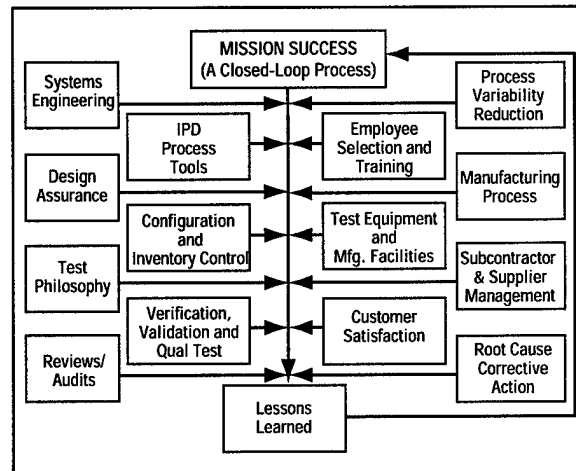 MISSION SUCCESS
(A Closed-Loop Process)
Systems
Engineering
Process
Variability
Reduction
IPD
Process
Tools
Employee
Selection and
Training
Design
Assurance
Manufacturing
Process
Configuration
and
Inventory Control
Test Equipment
and
Mfg. Facilities
Test
Philosophy
Subcontractor
& Supplier
Management
Verification,
Validation and
Qual Test
Customer
Satisfaction
Reviews/
Audits
Root Cause
Corrective
Action
Lessons
Learned